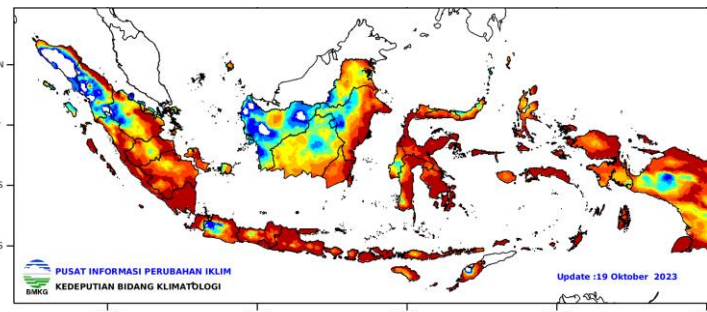 N
S
S
PUSAT INFORMASI PERUBAHAN IKLIM
KEDEPUTIAN BIDANG KLIMATOLOGI
BMKG
Update :19 Oktober 2023